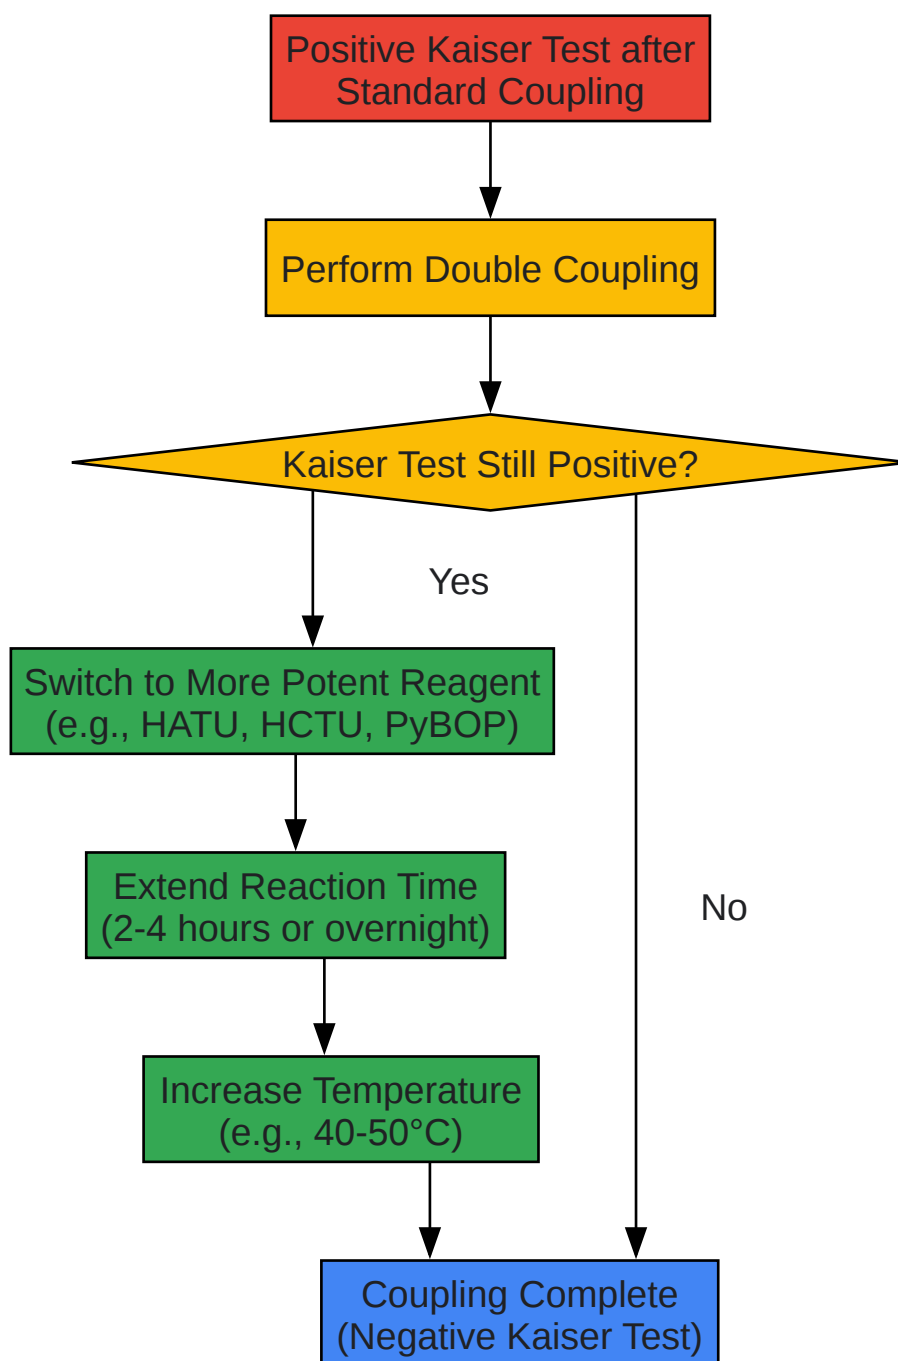 Positive Kaiser Test after
Standard Coupling
Perform Double Coupling
Kaiser Test Still Positive?
Yes
Switch to More Potent Reagent
(e.g., HATU, HCTU, PyBOP)
Extend Reaction Time
(2-4 hours or overnight)
No
Increase Temperature
(e.g., 40-50°C)
Coupling Complete
(Negative Kaiser Test)